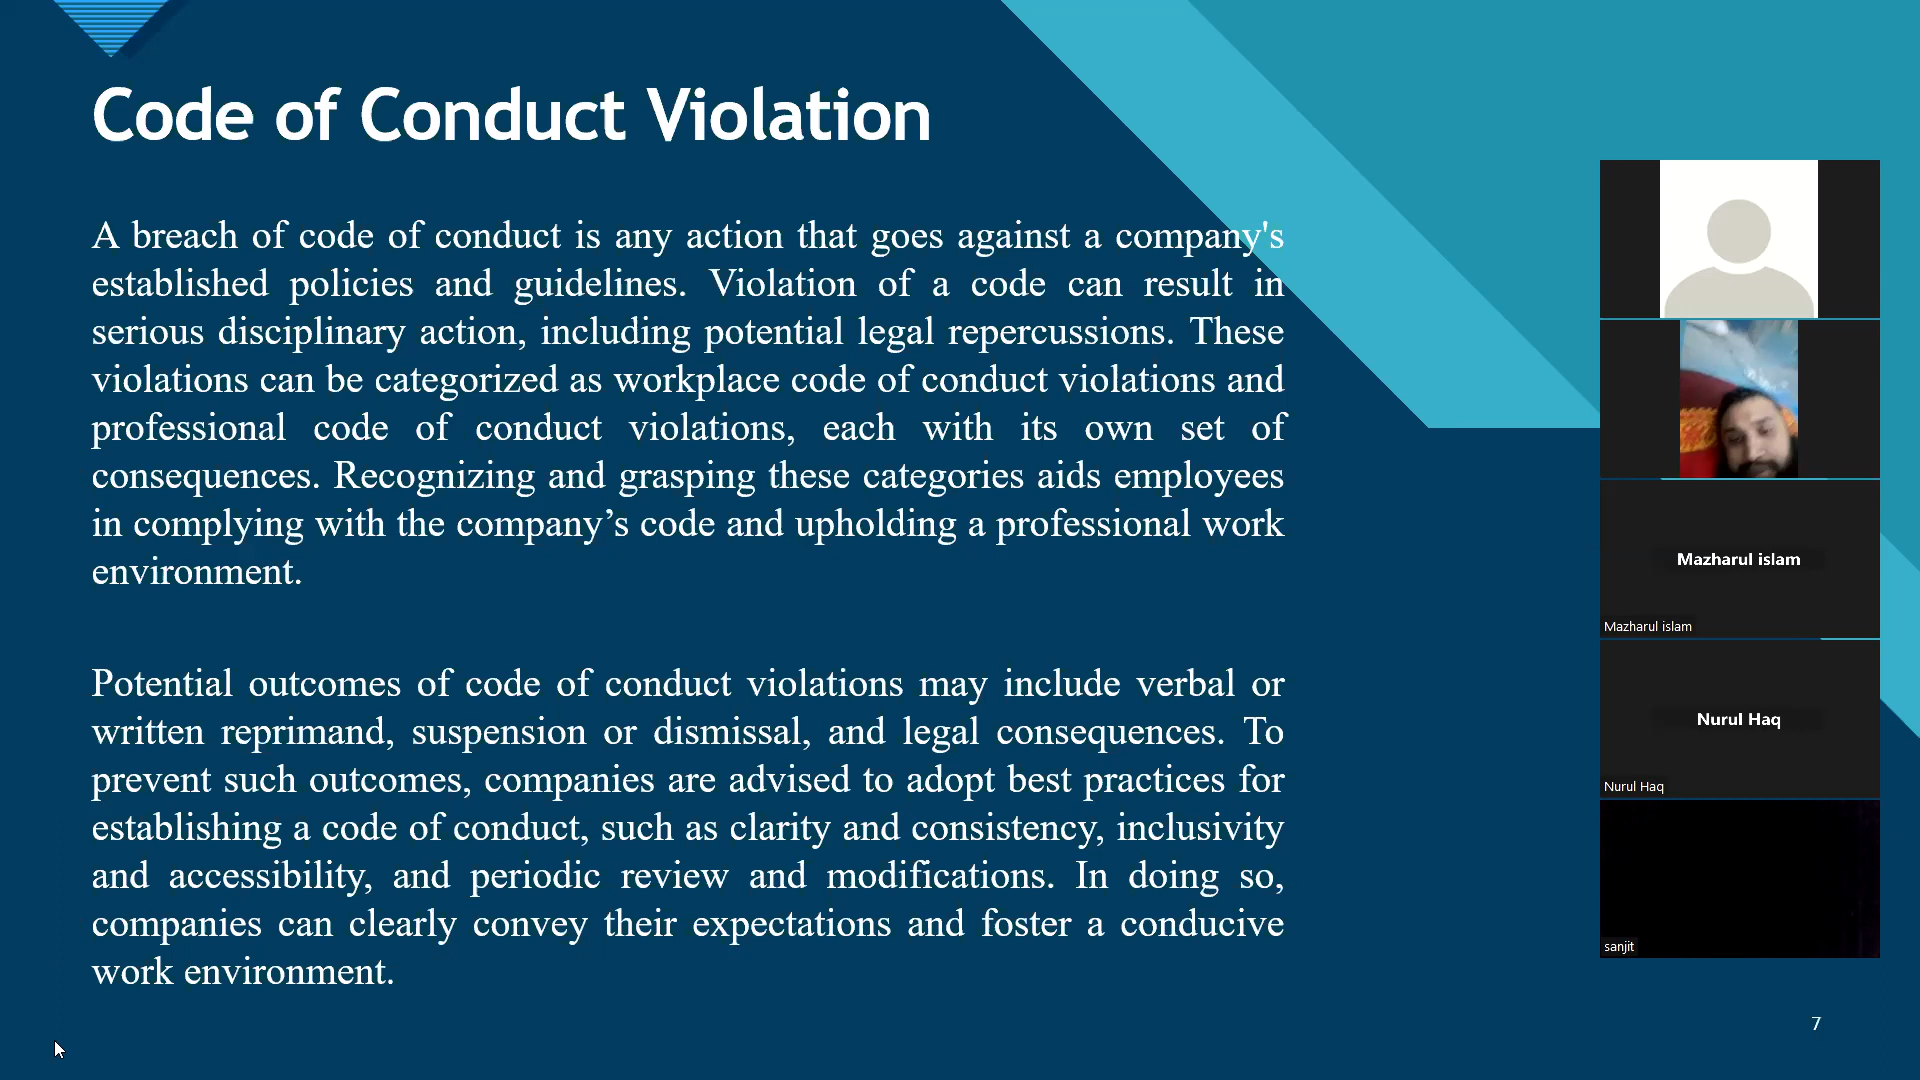 Code of Conduct Violation
A breach of code of conduct is any action that goes against a company's
established policies and guidelines. Violation of a code can result in
serious disciplinary action, including potential legal repercussions. These
violations can be categorized as workplace code of conduct violations and
professional code of conduct violations, each with its own set of
consequences. Recognizing and grasping these categories aids employees
in complying with the company’s code and upholding a professional work
environment.
Potential outcomes of code of conduct violations may include verbal or
written reprimand, suspension or dismissal, and legal consequences. To
prevent such outcomes, companies are advised to adopt best practices for
establishing a code of conduct, such as clarity and consistency, inclusivity
and accessibility, and periodic review and modifications. In doing so,
companies can clearly convey their expectations and foster a conducive
work environment.
Mazharul islam
Mazharul islam
Nurul Haq
Nurul Haq
sanjit
7